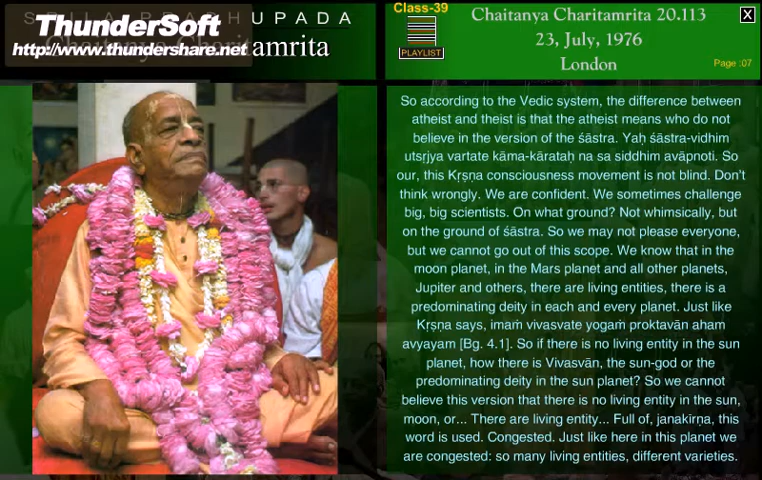 SRILA PRABHUPADA
ThunderSoft
http://www.thundershare.net
Chaitanya Charitamrita
Class-39
PLAYLIST
Chaitanya Charitamrita 20.113
23, July, 1976
London
X
Page :07
So according to the Vedic system, the difference between
atheist and theist is that the atheist means who do not
believe in the version of the śāstra. Yaḥ śāstra-vidhim
utsṛjya vartate kāma-kārataḥ na sa siddhim avāpnoti. So
our, this Kṛṣṇa consciousness movement is not blind. Don't
think wrongly. We are confident. We sometimes challenge
big, big scientists. On what ground? Not whimsically, but
on the ground of śāstra. So we may not please everyone,
but we cannot go out of this scope. We know that in the
moon planet, in the Mars planet and all other planets,
Jupiter and others, there are living entities, there is a
predominating deity in each and every planet. Just like
Kṛṣṇa says, imaṁ vivasvate yogaṁ proktavān aham
avyayam [Bg. 4.1]. So if there is no living entity in the sun
planet, how there is Vivasvān, the sun-god or the
predominating deity in the sun planet? So we cannot
believe this version that there is no living entity in the sun,
moon, or... There are living entity... Full of, janakīrṇa, this
word is used. Congested. Just like here in this planet we
are congested: so many living entities, different varieties.